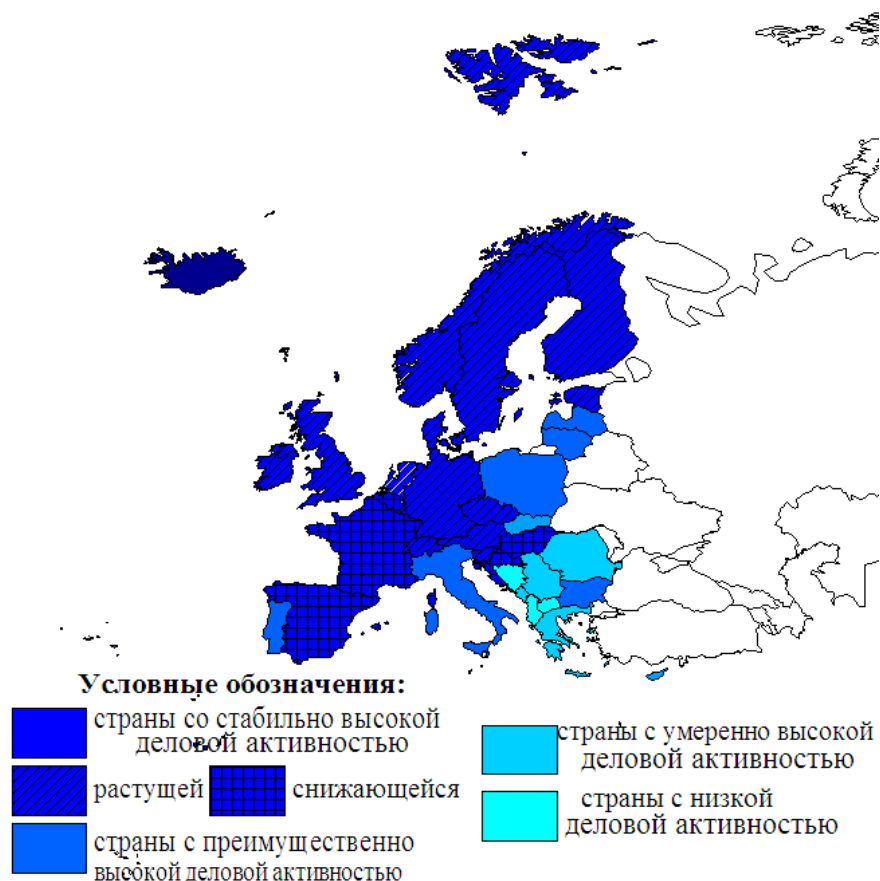 Условные обозначения:
страны со стабильно высокой
деловой активностью
растущей
снижающейся
страны с преимущественно
высокой деловой активностью
страны с умеренно высокой
деловой активностью
страны с низкой
деловой активностью